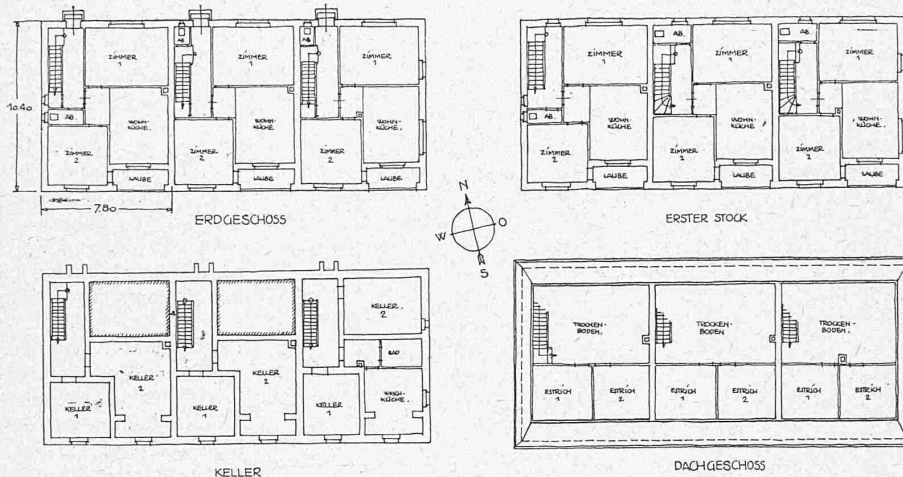 10.40
AB.
AB.
ZIMMER
1
ZIMMER
1
ZIMMER
1
AB.
WOHN-
KÜCHE
WOHN-
KÜCHE
WOHN-
KÜCHE.
ZIMMER
2
ZIMMER
2
ZIMMER
2
LAUBE
LAUBE
LAUBE
7.80
ERDGESCHOSS
AB.
AB.
ZIMMER
1
ZIMMER
1
ZIMMER
1
AB.
WOHN-
KÜCHE
WOHN-
KÜCHE
WOHN-
KÜCHE.
ZIMMER
2
ZIMMER
2
ZIMMER
2
LAUBE
LAUBE
LAUBE
ERSTER STOCK
N
W O
S
KELLER
2
BAD
KELLER
2
KELLER
2
KELLER
1
KELLER
1
KELLER
1
WASCH-
KÜCHE.
KELLER
TROCKEN-
BODEN.
TROCKEN-
BODEN
TROCKEN-
BODEN.
ESTRICH
1
ESTRICH
2
ESTRICH
1
ESTRICH
2
ESTRICH
1
ESTRICH
2
DACHGESCHOSS